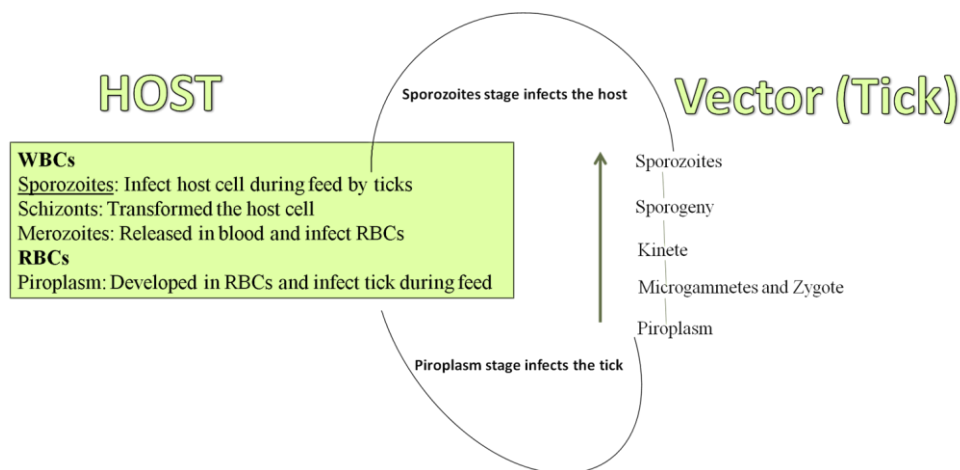 HOST
Sporozoites stage infects the host
Vector (Tick)
WBCs
Sporozoites: Infect host cell during feed by ticks
Schizonts: Transformed the host cell
Merozoites: Released in blood and infect RBCs
RBCs
Piroplasm: Developed in RBCs and infect tick during feed
Sporozoites
Sporogeny
Kinete
Microgammetes and Zygote
Piroplasm
Piroplasm stage infects the tick